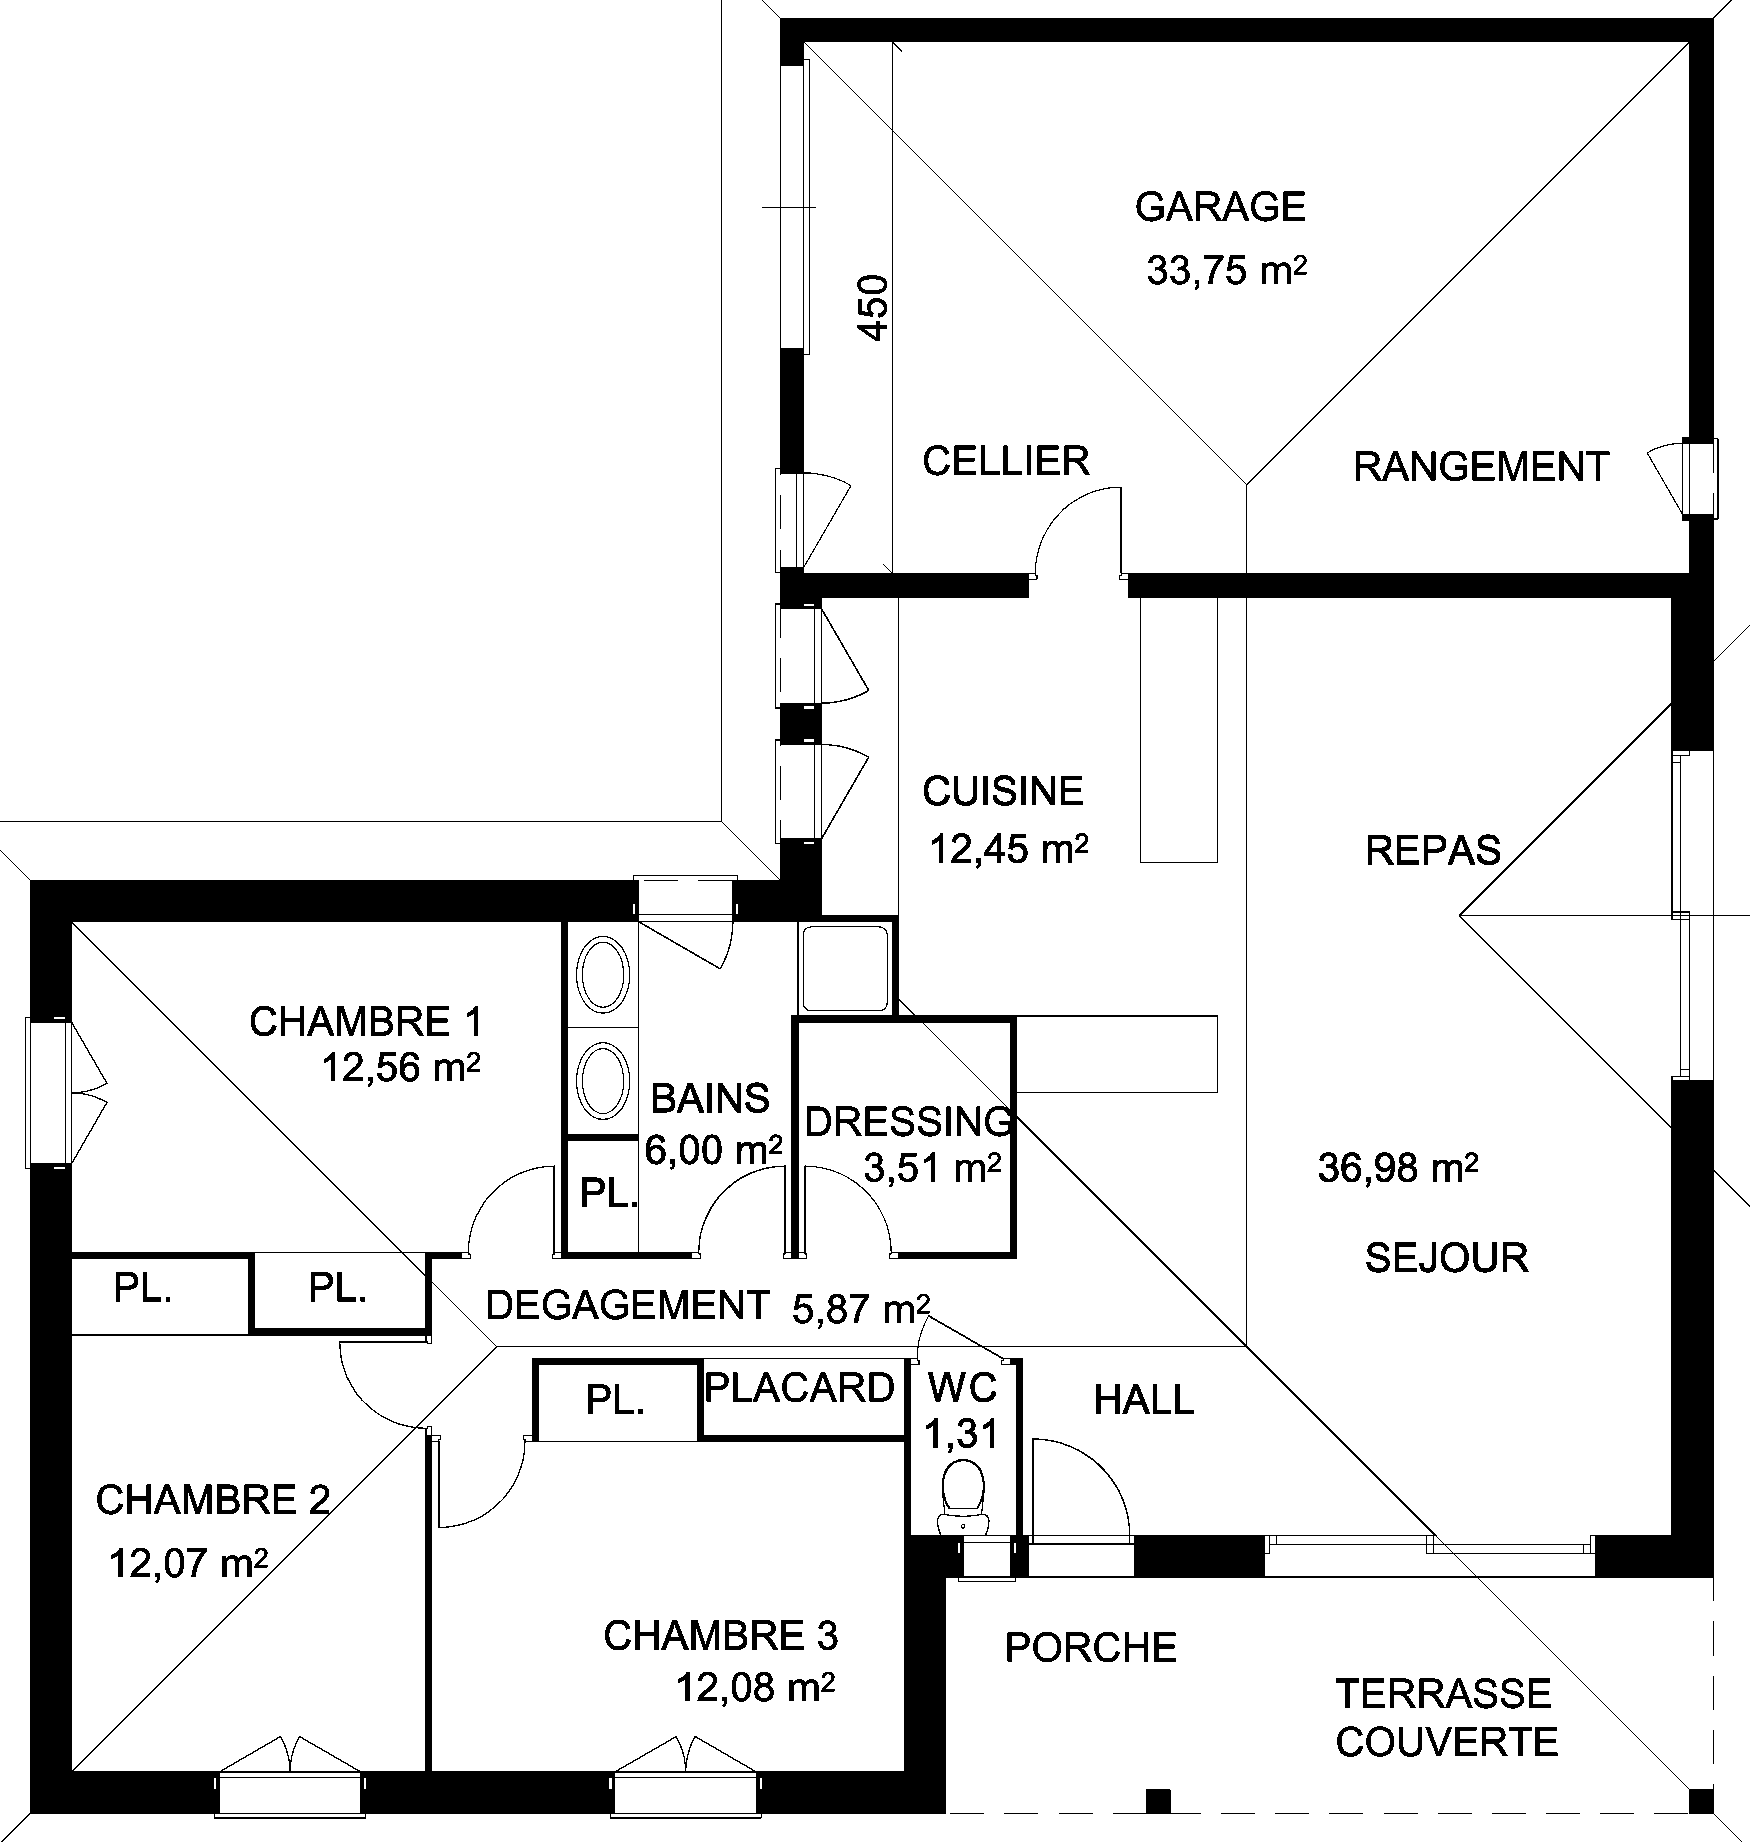 GARAGE
33,75 m²
450
CELLIER
RANGEMENT
CUISINE
12,45 m²
REPAS
CHAMBRE 1
12,56 m²
BAINS
6,00 m²
DRESSING
3,51 m²
36,98 m²
PL.
SEJOUR
PL.
PL.
DEGAGEMENT 5,87 m²
PL.
PLACARD
WC
1,31
HALL
CHAMBRE 2
12,07 m²
CHAMBRE 3
12,08 m²
PORCHE
TERRASSE
COUVERTE